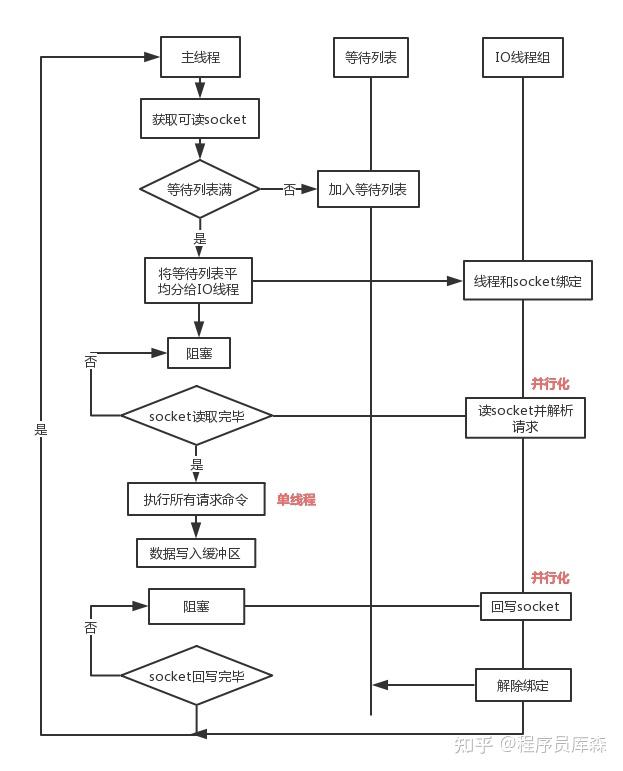 主线程
等待列表
IO线程组
获取可读socket
等待列表满
否
加入等待列表
是
将等待列表平
均分给IO线程
线程和socket绑定
阻塞
否
并行化
socket读取完毕
读socket并解析
请求
是
是
执行所有请求命令
单线程
数据写入缓冲区
并行化
阻塞
回写socket
否
socket回写完毕
解除绑定
知乎 @程序员库森